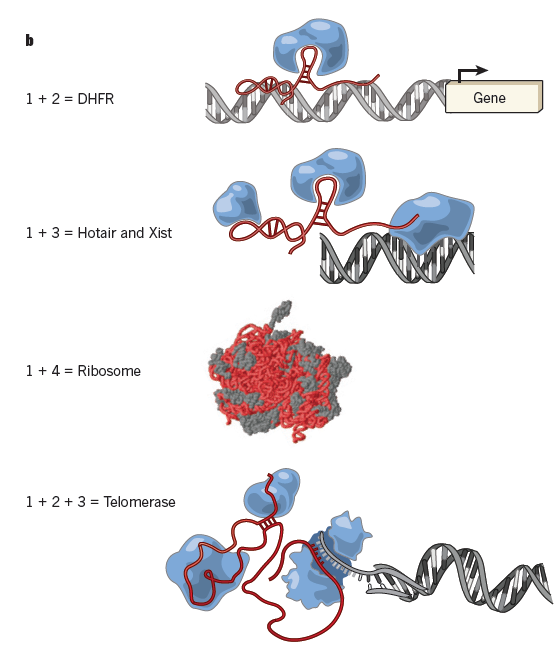 b
1 + 2 = DHFR
Gene
1 + 3 = Hotair and Xist
1 + 4 = Ribosome
1 + 2 + 3 = Telomerase